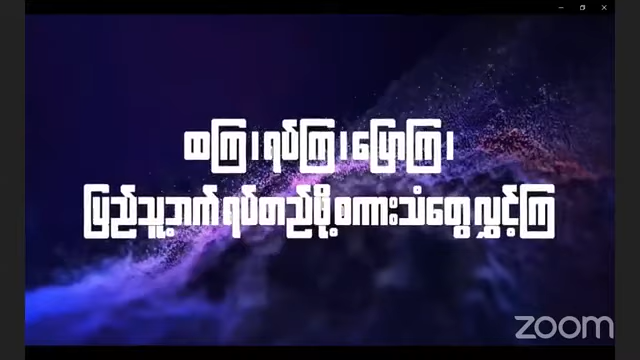 ထကြ၊ရပ်ကြ၊ပြောကြ၊
ပြည်သူ့ဘက်ရပ်တည်ဖို့စကားသံတွေလွှင့်ကြ
zoom